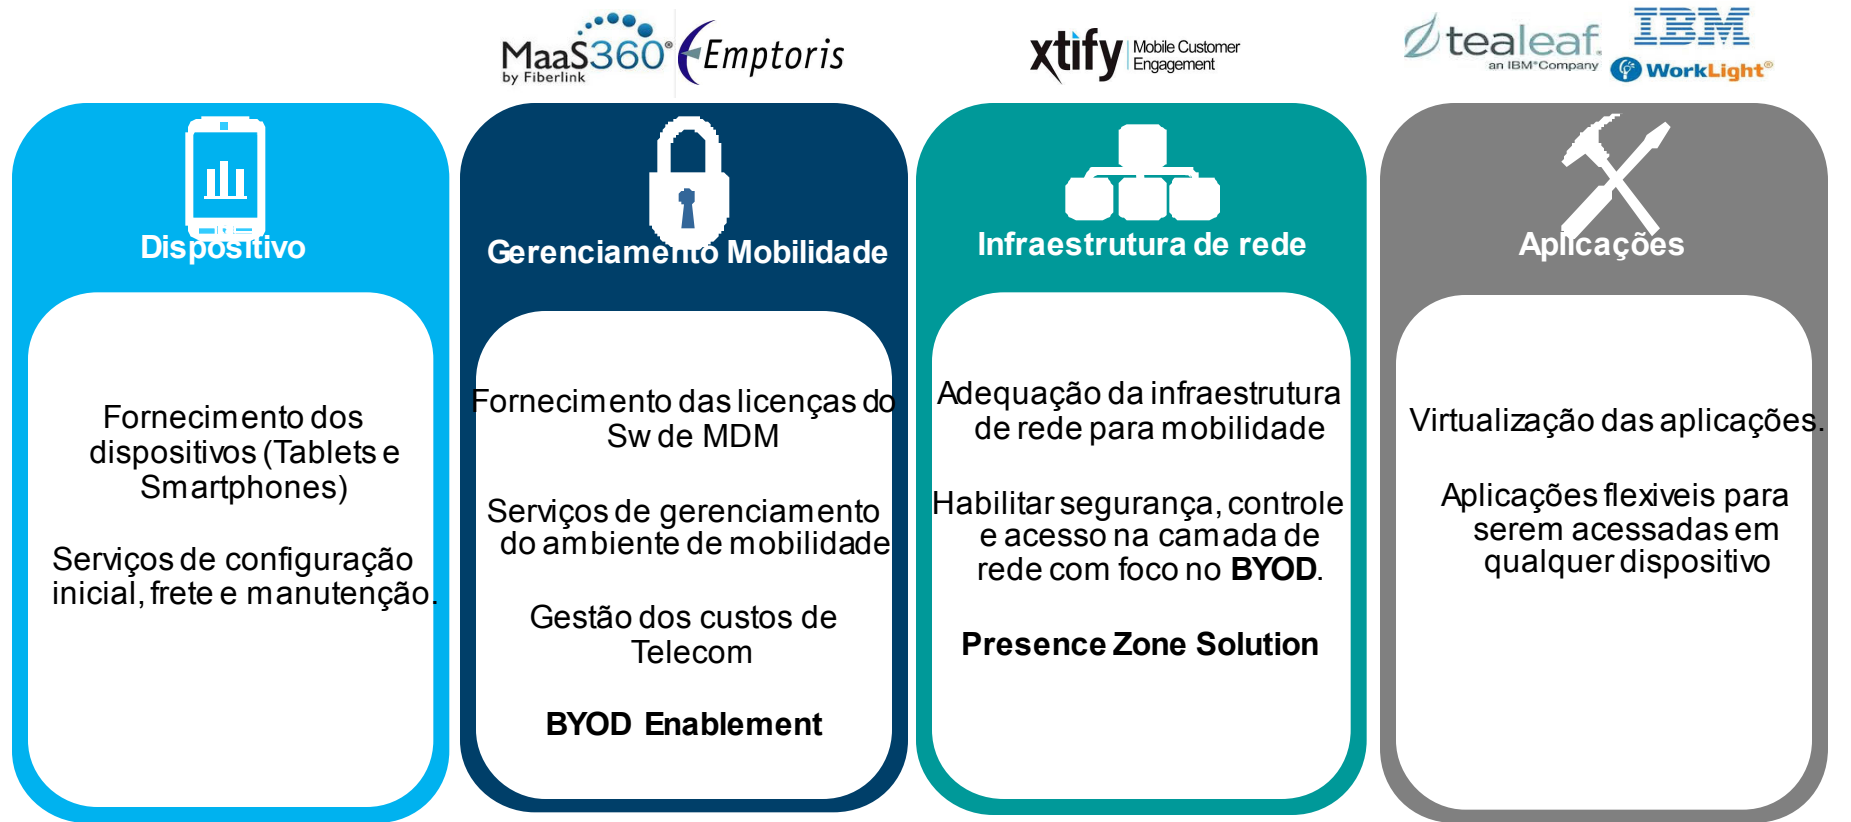 MaaS360®
by Fiberlink
Emptoris
xtify
Mobile Customer
Engagement
tealeaf.
an IBM® Company
IBM
WorkLight®
Dispositivo
Fornecimento dos
dispositivos (Tablets e
Smartphones)
Serviços de configuração
inicial, frete e manutenção.
Gerenciamento Mobilidade
Fornecimento das licenças do
Sw de MDM
Serviços de gerenciamento
do ambiente de mobilidade
Gestão dos custos de
Telecom
BYOD Enablement
Infraestrutura de rede
Adequação da infraestrutura
de rede para mobilidade
Habilitar segurança, controle
e acesso na camada de
rede com foco no BYOD.
Presence Zone Solution
Aplicações
Virtualização das aplicações.
Aplicações flexiveis para
serem acessadas em
qualquer dispositivo